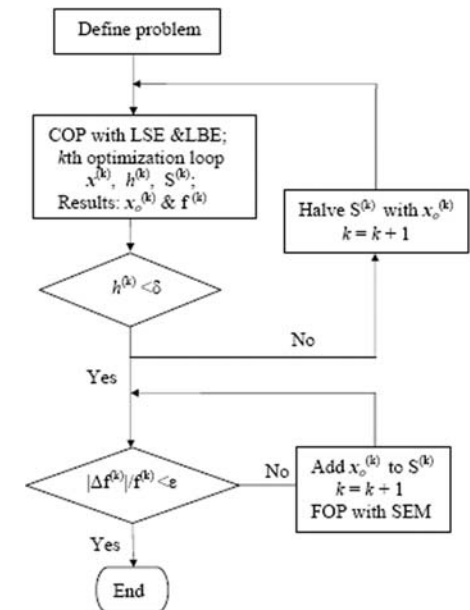 Define problem
COP with LSE &LBE;
kth optimization loop
x^(k), h^(k), S^(k);
Results: x_o^(k) & f^(k)
Halve S^(k) with x_o^(k)
k = k + 1
h^(k) <δ
No
Yes
|Δf^(k)|/f^(k) <ε
No
Add x_o^(k) to S^(k)
k = k + 1
FOP with SEM
Yes
End